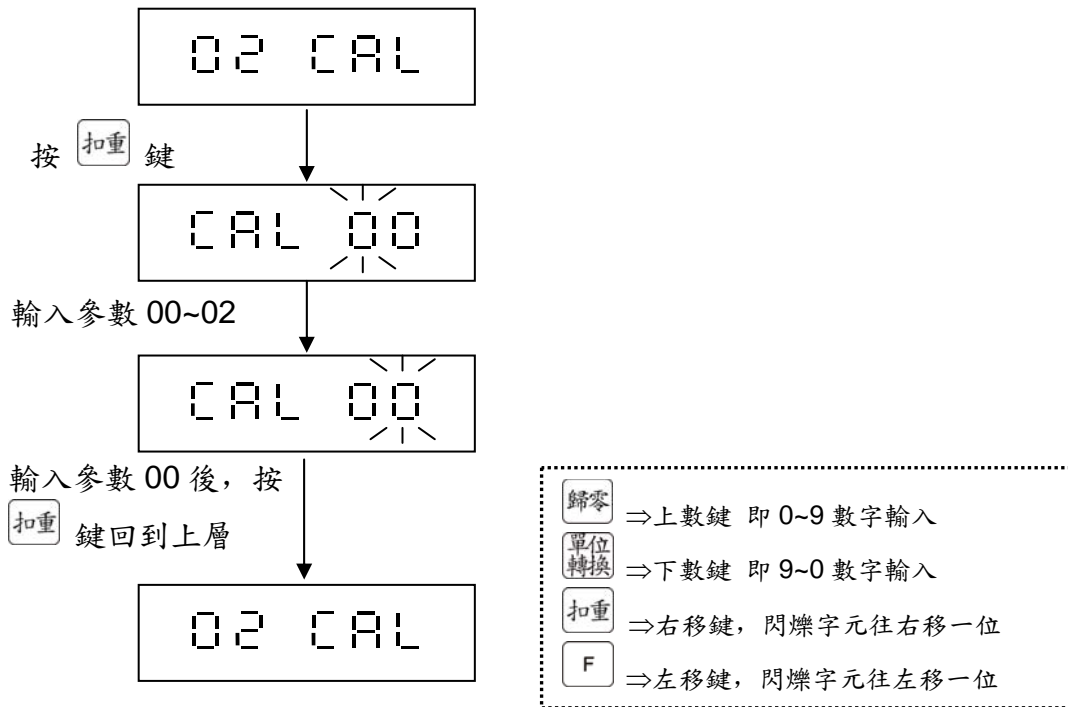 02 CAL
按 扣重 鍵
CAL 00
輸入參數 00~02
CAL 00
輸入參數 00 後，按
扣重 鍵回到上層
02 CAL
歸零 ⇒上數鍵 即 0~9 數字輸入
單位轉換 ⇒下數鍵 即 9~0 數字輸入
扣重 ⇒右移鍵，閃爍字元往右移一位
F ⇒左移鍵，閃爍字元往左移一位